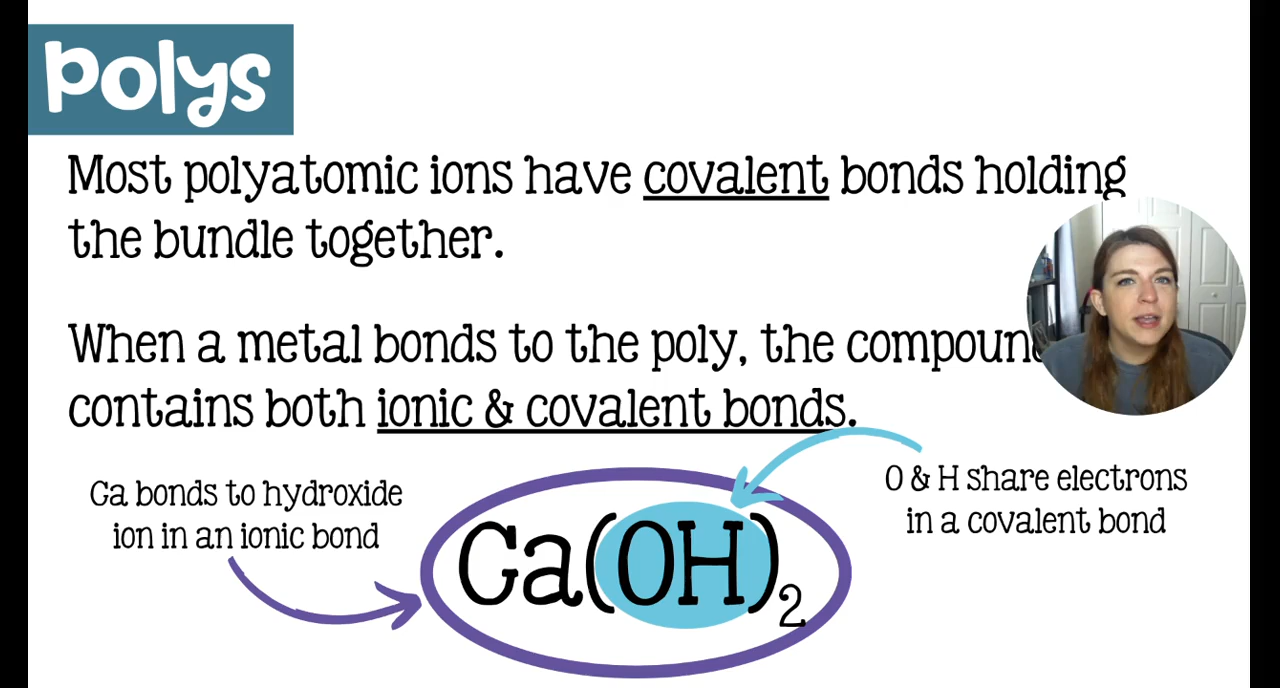 Polys
Most polyatomic ions have covalent bonds holding
the bundle together.
When a metal bonds to the poly, the compound
contains both ionic & covalent bonds.
Ca bonds to hydroxide
ion in an ionic bond
O & H share electrons
in a covalent bond
Ca(OH)₂